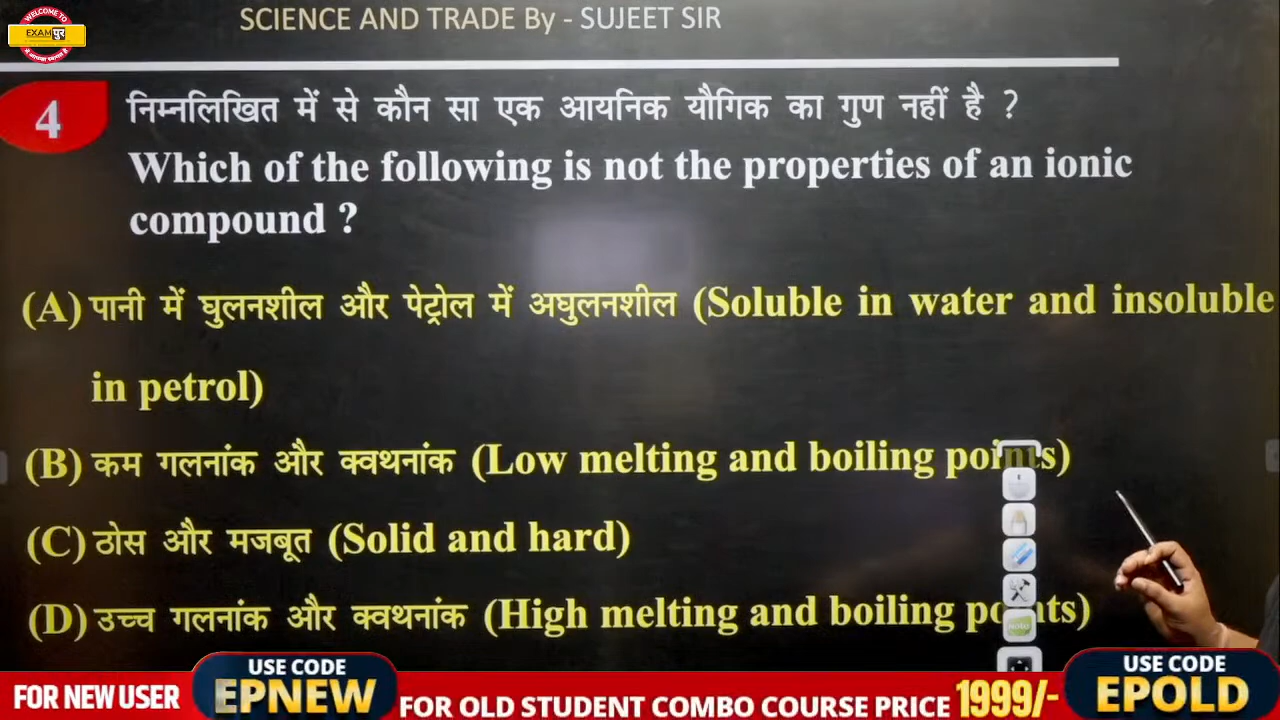 SCIENCE AND TRADE By - SUJEET SIR
WELCOME TO
EXAM पुर
4
निम्नलिखित में से कौन सा एक आयनिक यौगिक का गुण नहीं है ?
Which of the following is not the properties of an ionic
compound ?
(A) पानी में घुलनशील और पेट्रोल में अघुलनशील (Soluble in water and insoluble
in petrol)
(B) कम गलनांक और क्वथनांक (Low melting and boiling points)
(C) ठोस और मजबूत (Solid and hard)
(D) उच्च गलनांक और क्वथनांक (High melting and boiling points)
FOR NEW USER
USE CODE
EPNEW
FOR OLD STUDENT COMBO COURSE PRICE 1999/-
USE CODE
EPOLD